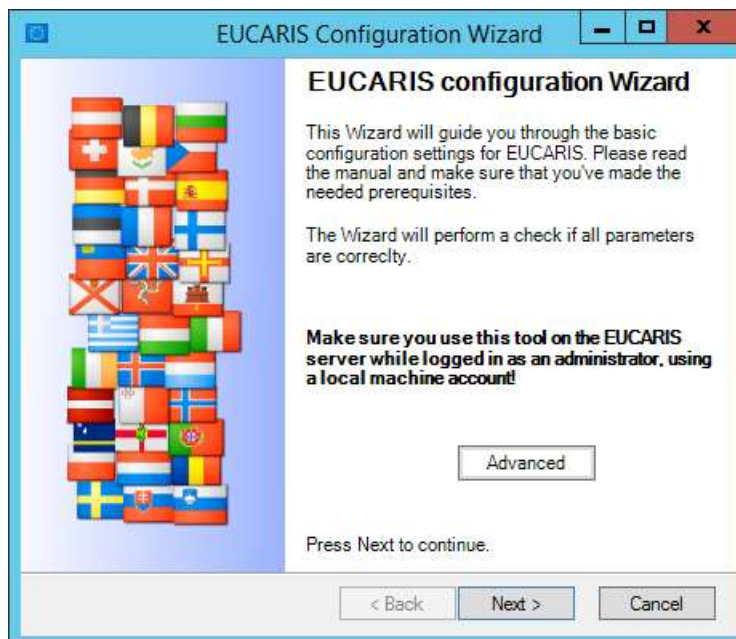 EUCARIS Configuration Wizard
EUCARIS configuration Wizard
This Wizard will guide you through the basic
configuration settings for EUCARIS. Please read
the manual and make sure that you've made the
needed prerequisites.
The Wizard will perform a check if all parameters
are correclty.
Make sure you use this tool on the EUCARIS
server while logged in as an administrator, using
a local machine account!
Advanced
Press Next to continue.
< Back
Next >
Cancel